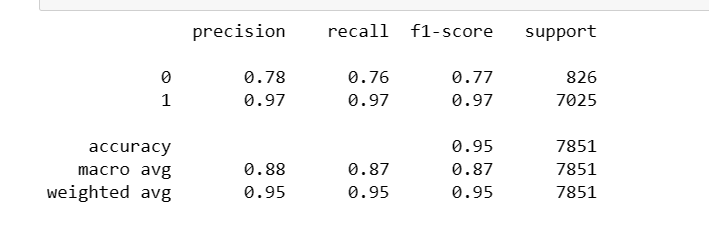 precision recall f1-score support
0 0.78 0.76 0.77 826
1 0.97 0.97 0.97 7025
accuracy 0.95 7851
macro avg 0.88 0.87 0.87 7851
weighted avg 0.95 0.95 0.95 7851